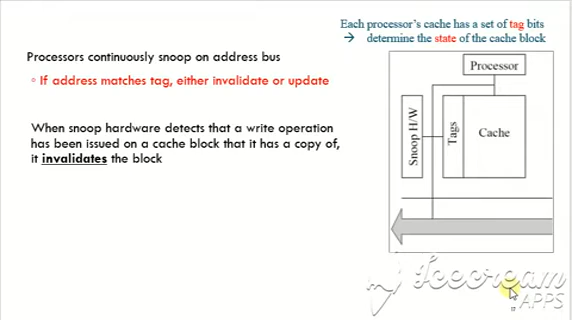 Each processor's cache has a set of tag bits
→ determine the state of the cache block
Processors continuously snoop on address bus
◦ If address matches tag, either invalidate or update
When snoop hardware detects that a write operation
has been issued on a cache block that it has a copy of,
it invalidates the block
Processor
Snoop H/W
Tags
Cache
Icecream
APPS